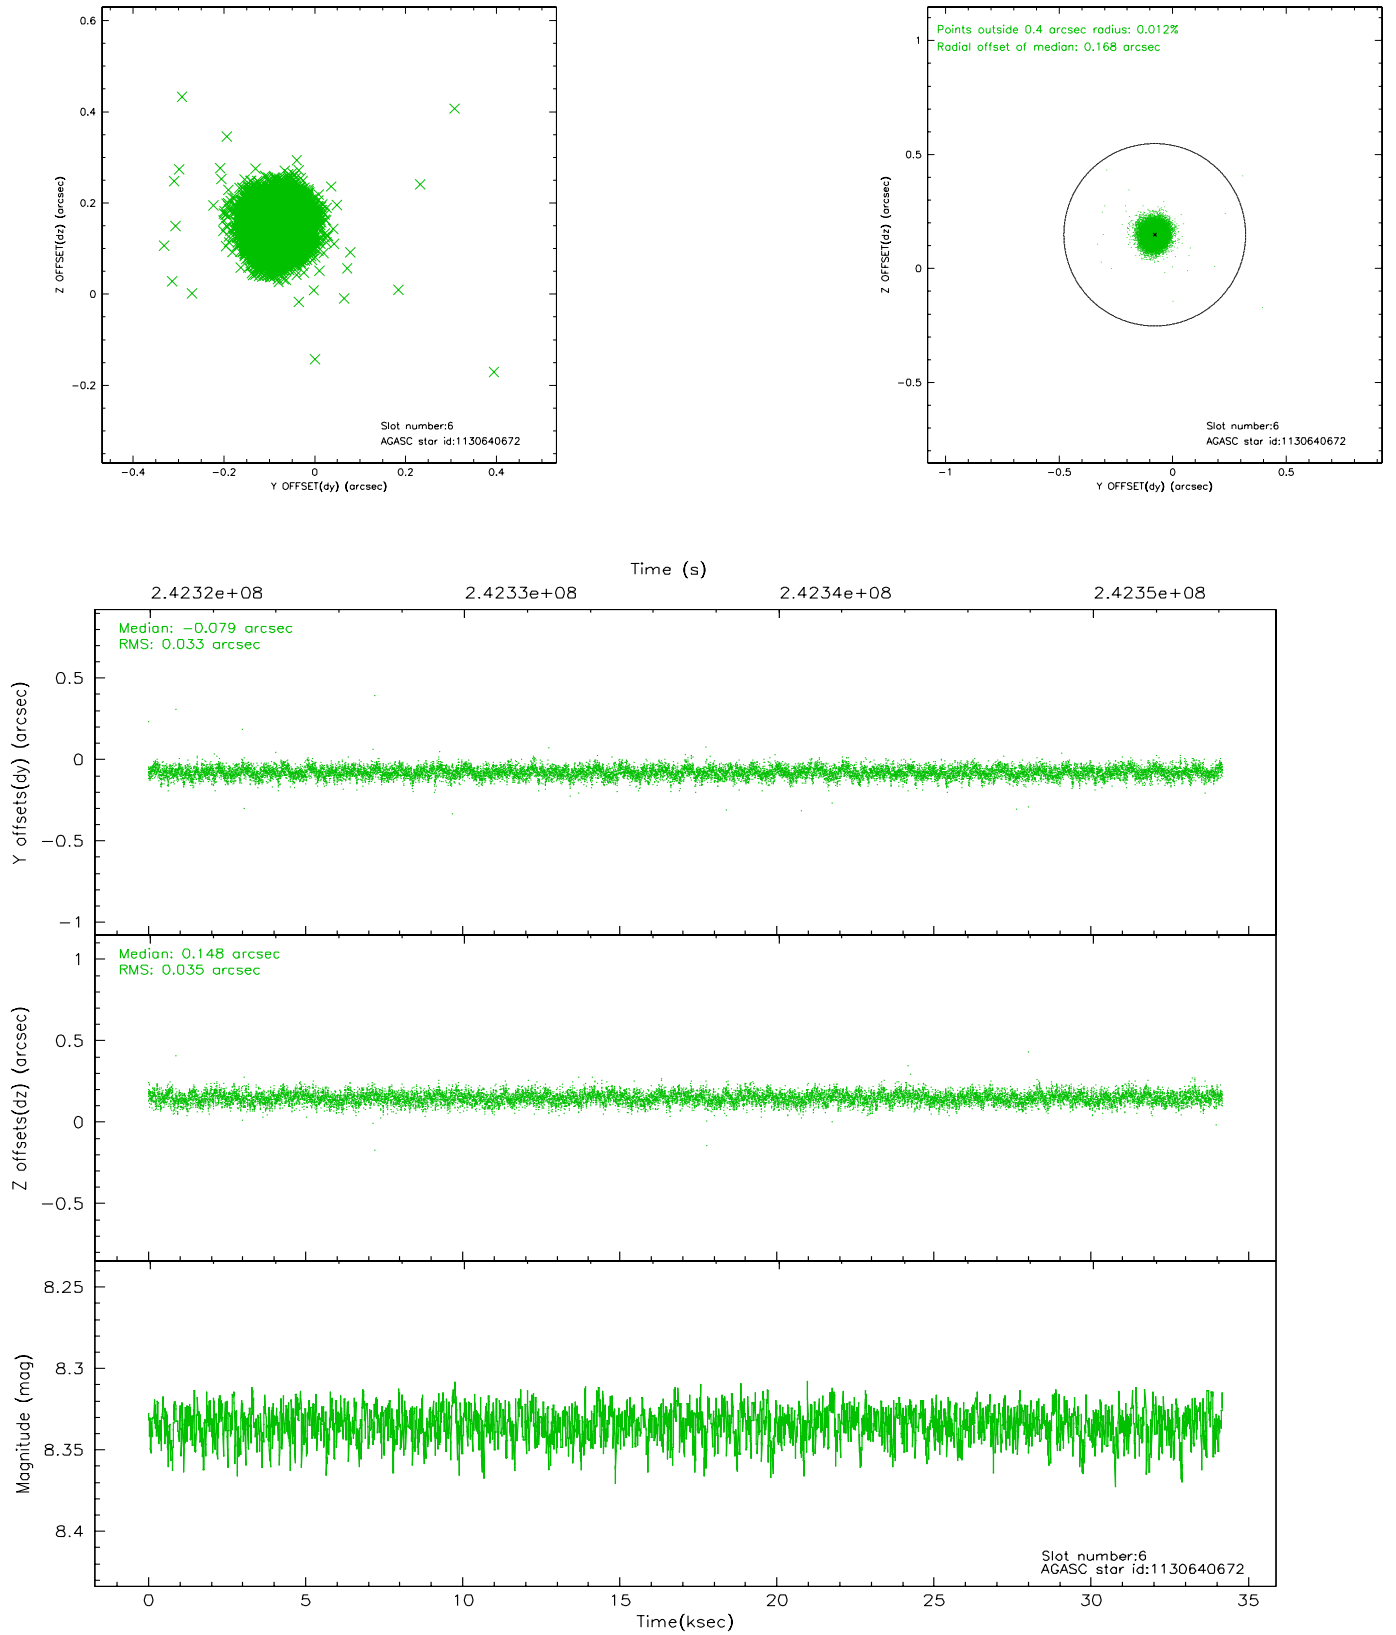 0.6
0.4
0.2
0
−0.2
Z OFFSET(dz) (arcsec)
Slot number:6
AGASC star id:1130640672
−0.4
−0.2
0
0.2
0.4
Y OFFSET(dy) (arcsec)
Points outside 0.4 arcsec radius: 0.012%
Radial offset of median: 0.168 arcsec
1
0.5
0
−0.5
Z OFFSET(dz) (arcsec)
Slot number:6
AGASC star id:1130640672
−1
−0.5
0
0.5
Y OFFSET(dy) (arcsec)
Time (s)
2.4232e+08
2.4233e+08
2.4234e+08
2.4235e+08
Median: −0.079 arcsec
RMS: 0.033 arcsec
0.5
0
−0.5
−1
Y offsets(dy) (arcsec)
Median: 0.148 arcsec
RMS: 0.035 arcsec
1
0.5
0
−0.5
Z offsets(dz) (arcsec)
8.25
8.3
8.35
8.4
Magnitude (mag)
Slot number:6
AGASC star id:1130640672
0
5
10
15
20
25
30
35
Time(ksec)